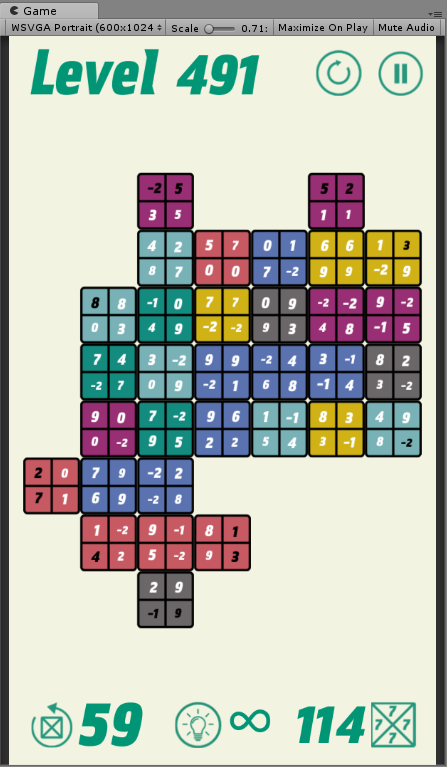 Game
WSVGA Portrait (600x1024 Scale 0.71: Maximize On Play Mute Audio
Level 491
-2 5 5 2
3 5 1 1
4 2 5 7 0 1 6 6 1 3
8 7 0 0 7 -2 9 9 -2 9
8 8 -1 0 7 7 0 9 -2 -2 9 -2
0 3 4 9 -2 -2 9 3 4 8 -1 5
7 4 3 -2 9 9 -2 4 3 -1 8 2
-2 7 0 9 -2 1 6 8 -1 4 3 -2
9 0 7 -2 9 6 1 -1 8 3 4 9
0 -2 9 5 2 2 5 4 3 -1 8 -2
2 0 7 9 -2 2
7 1 6 9 -2 8
1 -2 9 -1 8 1
4 2 5 -2 9 3
2 9
-1 9
59 ∞ 114 7 7 7 7